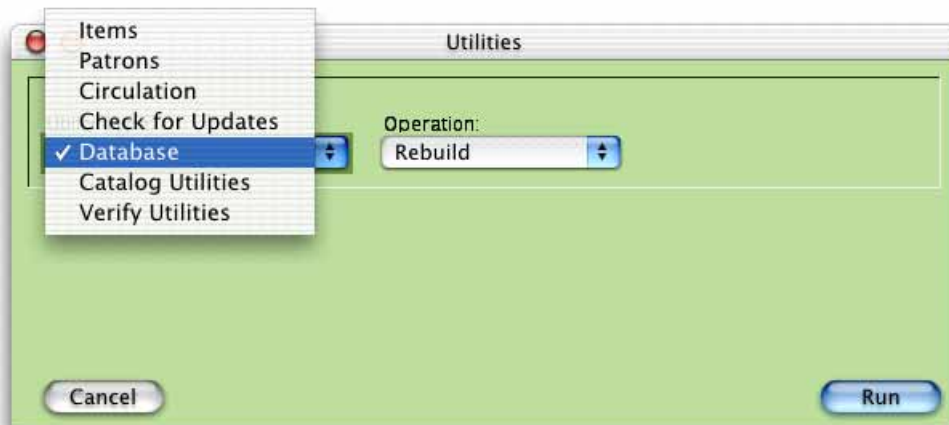 Utilities
Items
Patrons
Circulation
Check for Updates
Database
Catalog Utilities
Verify Utilities
Operation:
Rebuild
Cancel
Run